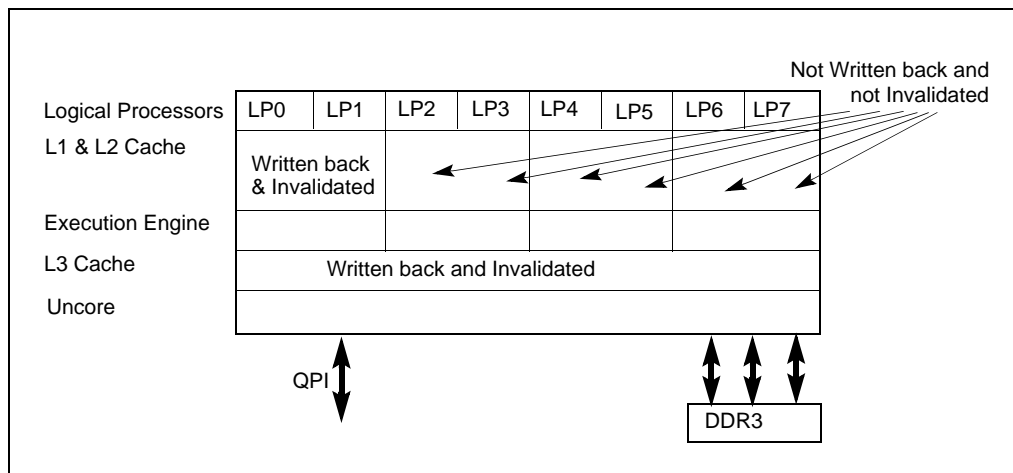 Not Written back and
not Invalidated
Logical Processors LP0 LP1 LP2 LP3 LP4 LP5 LP6 LP7
L1 & L2 Cache
Written back
& Invalidated
Execution Engine
L3 Cache Written back and Invalidated
Uncore
QPI
DDR3